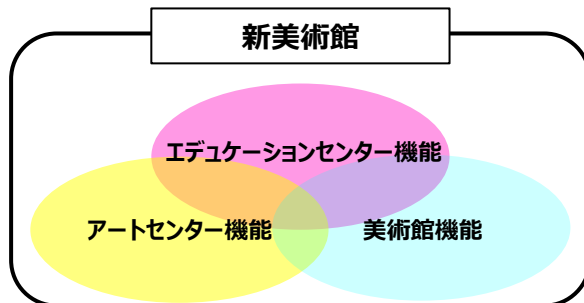 新美術館
エデュケーションセンター機能
アートセンター機能
美術館機能